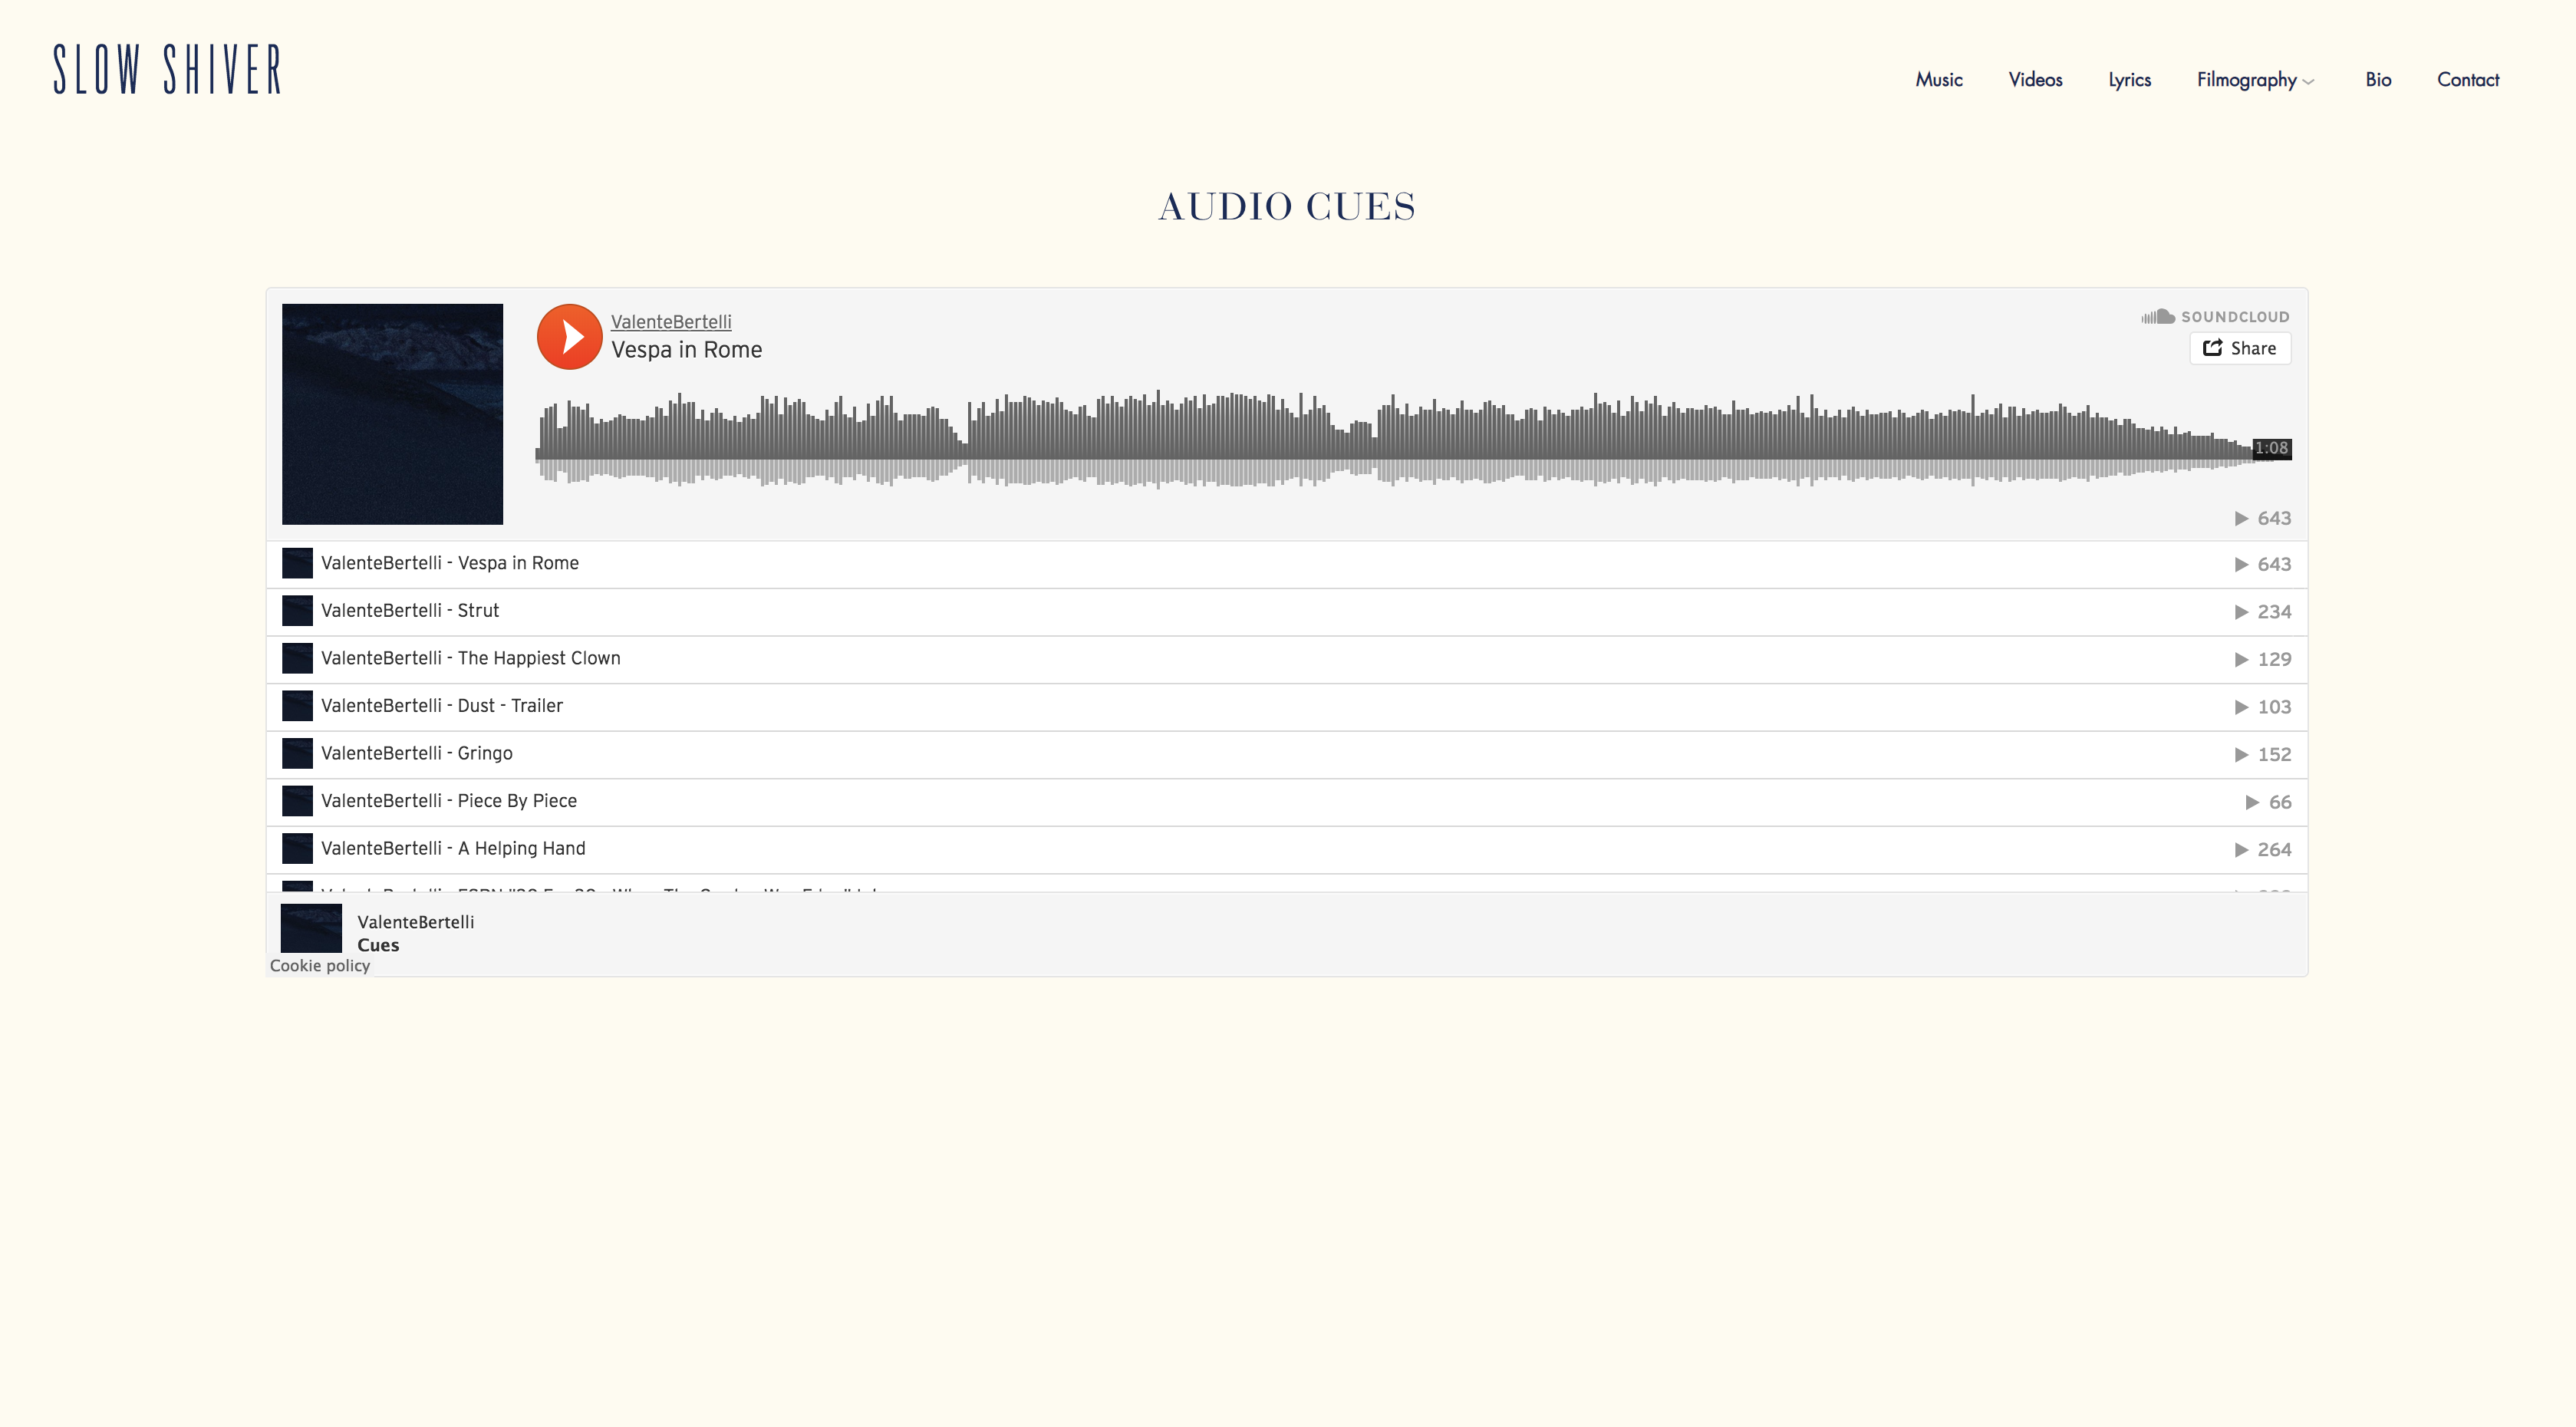 SLOW SHIVER
Music Videos Lyrics Filmography Bio Contact
AUDIO CUES
ValenteBertelli
Vespa in Rome
SOUNDCLOUD
Share
1:08
643
ValenteBertelli - Vespa in Rome 643
ValenteBertelli - Strut 234
ValenteBertelli - The Happiest Clown 129
ValenteBertelli - Dust - Trailer 103
ValenteBertelli - Gringo 152
ValenteBertelli - Piece By Piece 66
ValenteBertelli - A Helping Hand 264
ValenteBertelli
Cues
Cookie policy